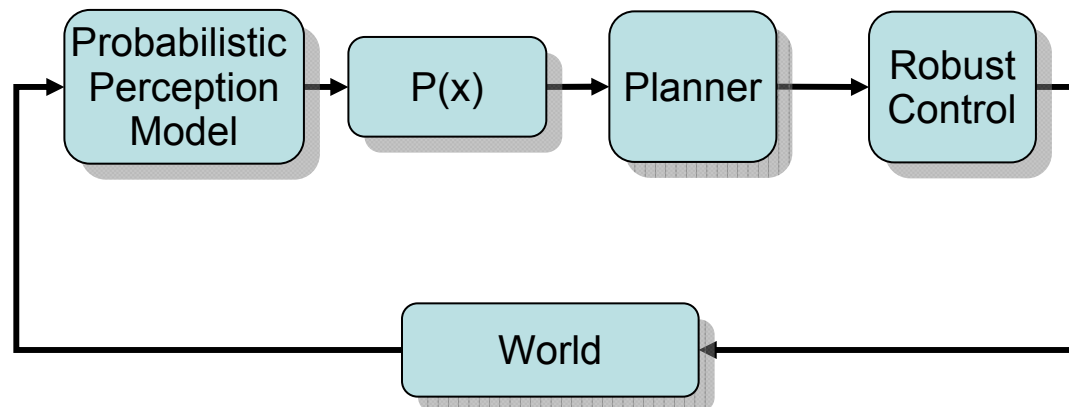 Probabilistic
Perception
Model
P(x)
Planner
Robust
Control
World